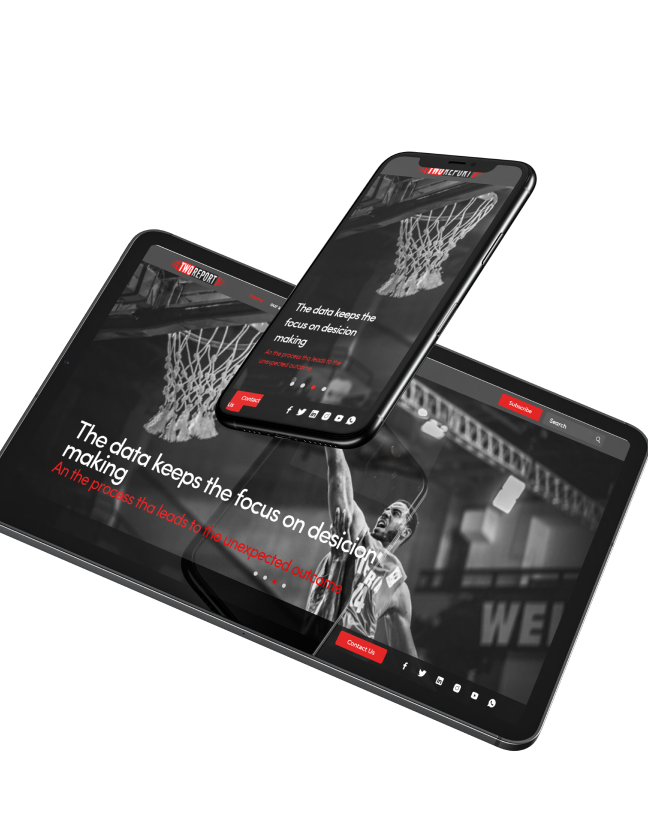 TWOREPORT
The data keeps the
focus on desicion
making
An the process tha leads to the
unexpected outcome
Contact
Us
TWOREPORT
Home
Subscribe
Search
The data keeps the focus on desicion
making
An the process tha leads to the unexpected outcome
14
WE
Contact Us